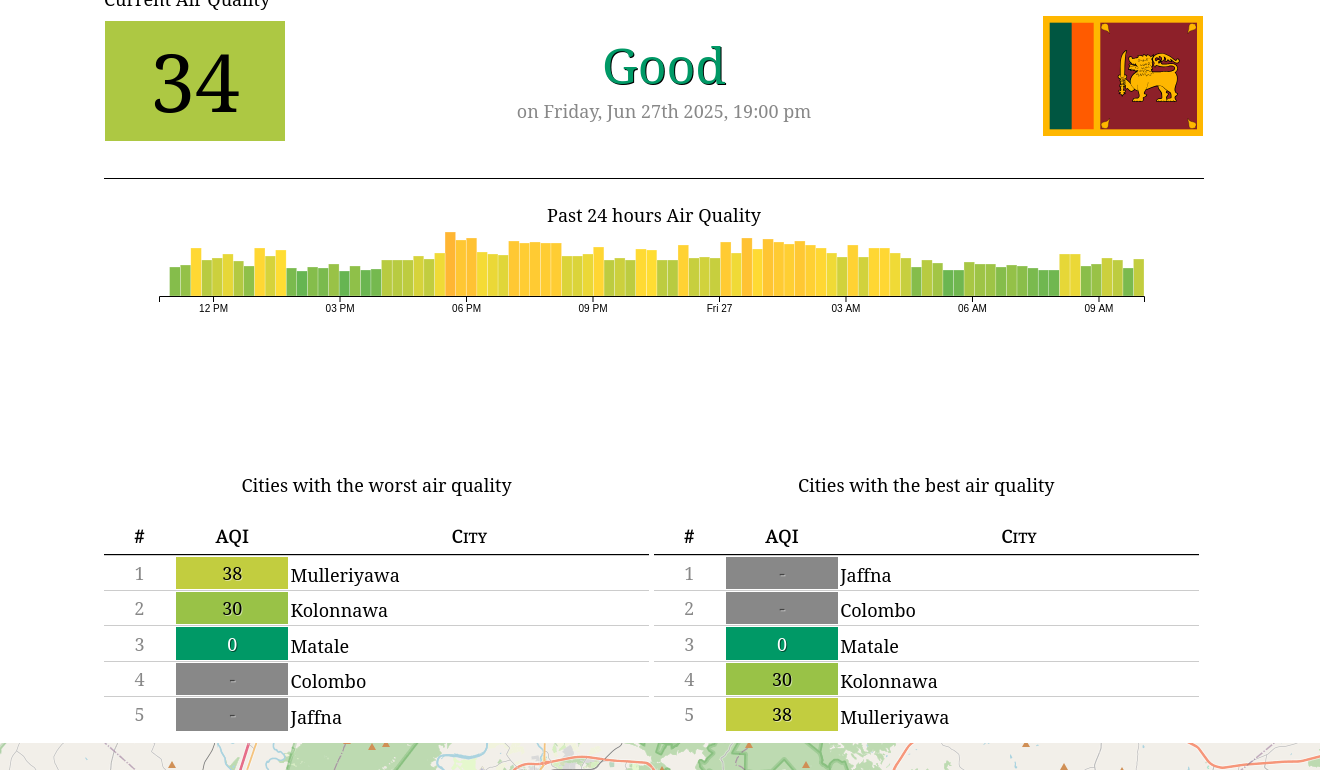 Current Air Quality
34
Good
on Friday, Jun 27th 2025, 19:00 pm
Past 24 hours Air Quality
12 PM 03 PM 06 PM 09 PM Fri 27 03 AM 06 AM 09 AM
Cities with the worst air quality
# AQI City
1 38 Mulleriyawa
2 30 Kolonnawa
3 0 Matale
4 - Colombo
5 - Jaffna
Cities with the best air quality
# AQI City
1 - Jaffna
2 - Colombo
3 0 Matale
4 30 Kolonnawa
5 38 Mulleriyawa